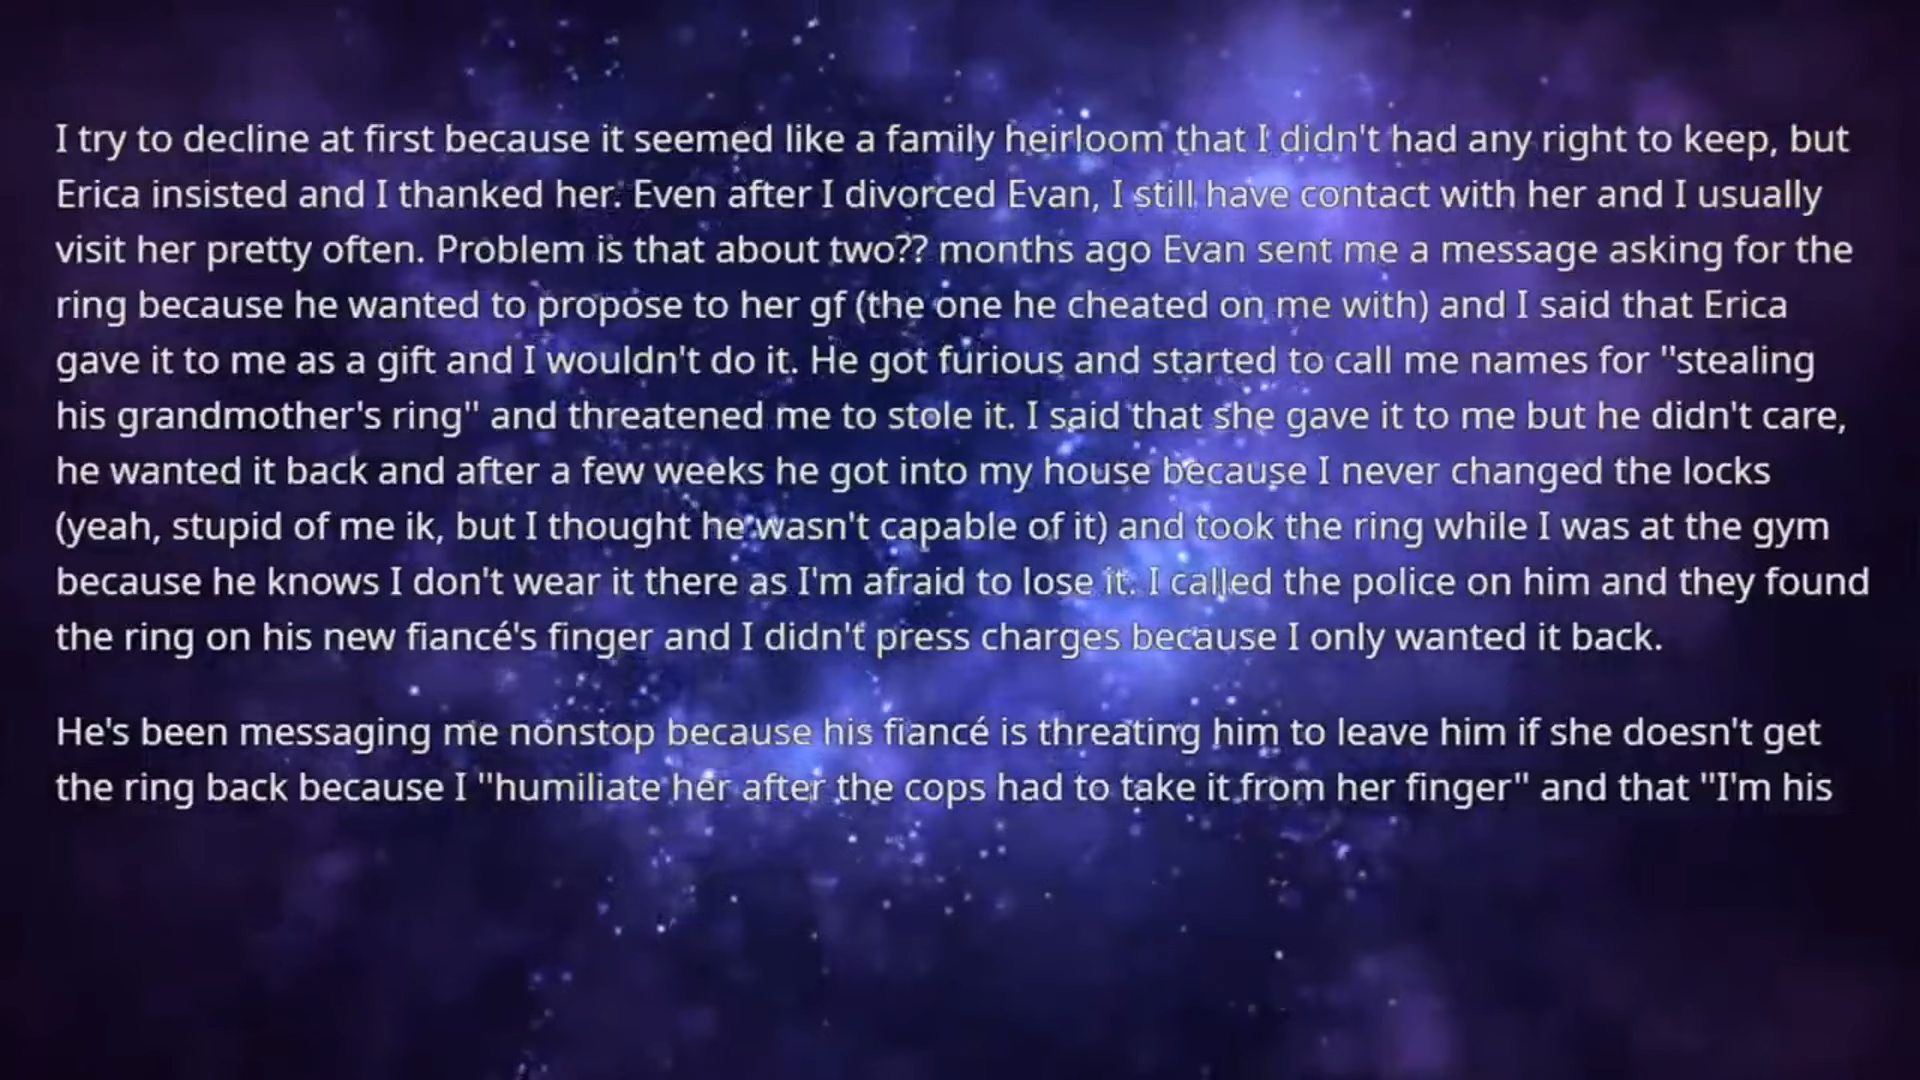 I try to decline at first because it seemed like a family heirloom that I didn't had any right to keep, but
Erica insisted and I thanked her. Even after I divorced Evan, I still have contact with her and I usually
visit her pretty often. Problem is that about two?? months ago Evan sent me a message asking for the
ring because he wanted to propose to her gf (the one he cheated on me with) and I said that Erica
gave it to me as a gift and I wouldn't do it. He got furious and started to call me names for "stealing
his grandmother's ring" and threatened me to stole it. I said that she gave it to me but he didn't care,
he wanted it back and after a few weeks he got into my house because I never changed the locks
(yeah, stupid of me ik, but I thought he wasn't capable of it) and took the ring while I was at the gym
because he knows I don't wear it there as I'm afraid to lose it. I called the police on him and they found
the ring on his new fiancé's finger and I didn't press charges because I only wanted it back.
He's been messaging me nonstop because his fiancé is threating him to leave him if she doesn't get
the ring back because I "humiliate her after the cops had to take it from her finger" and that "I'm his